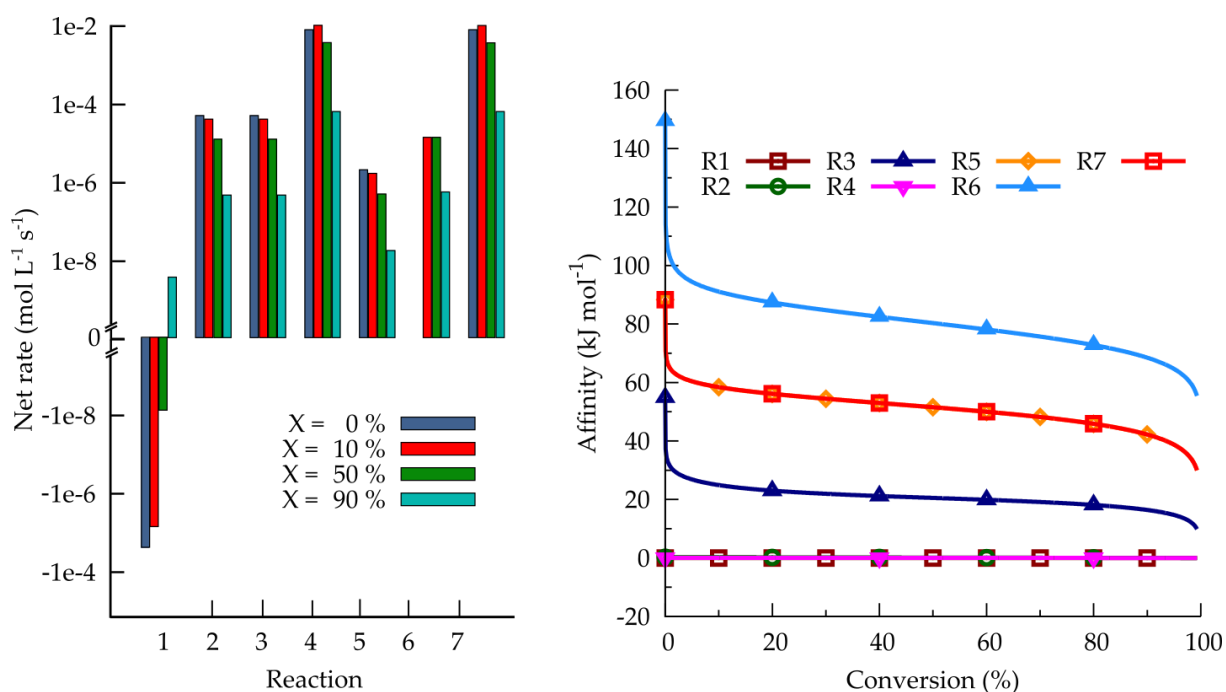 1e-2
1e-4
1e-6
1e-8
0
-1e-8
-1e-6
-1e-4
Net rate (mol L⁻¹ s⁻¹)
X = 0 %
X = 10 %
X = 50 %
X = 90 %
1 2 3 4 5 6 7
Reaction
160
140
120
100
80
60
40
20
0
-20
Affinity (kJ mol⁻¹)
R1 R3 R5 R7
R2 R4 R6
0 20 40 60 80 100
Conversion (%)